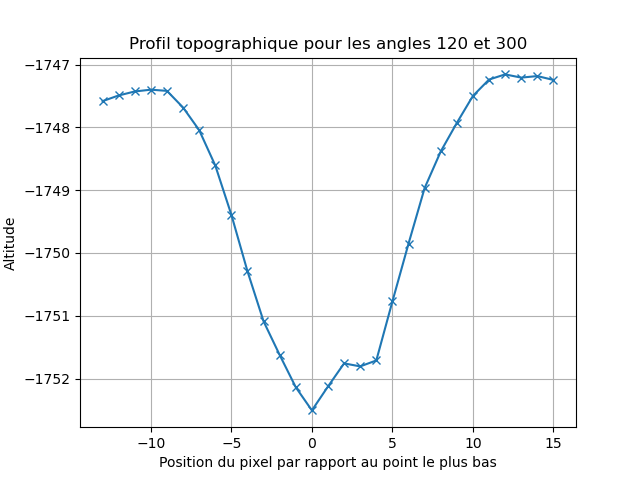 Profil topographique pour les angles 120 et 300
−1747
−1748
−1749
−1750
−1751
−1752
Altitude
−10 −5 0 5 10 15
Position du pixel par rapport au point le plus bas